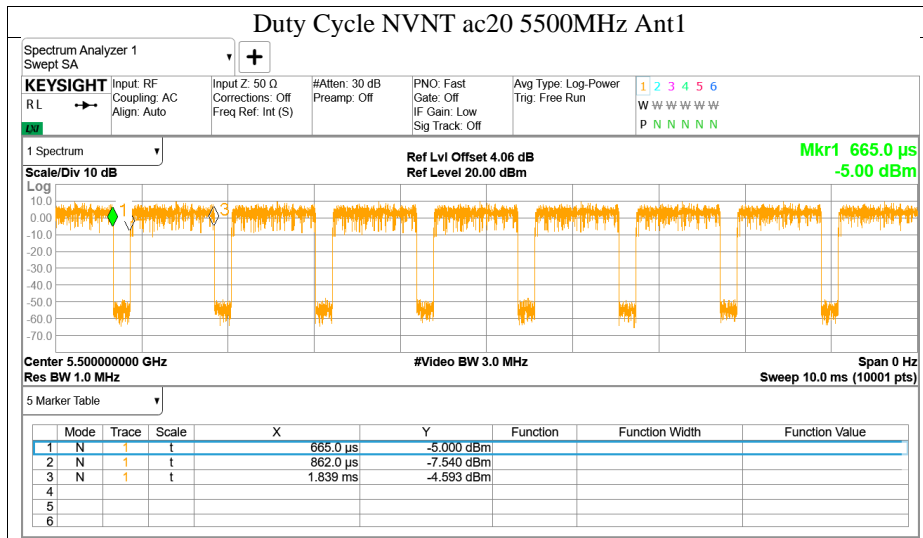 Duty Cycle NVNT ac20 5500MHz Ant1
Spectrum Analyzer 1
Swept SA
▼
+
KEYSIGHT
RL
LXI
Input: RF
Coupling: AC
Align: Auto
Input Z: 50 Ω
Corrections: Off
Freq Ref: Int (S)
#Atten: 30 dB
Preamp: Off
PNO: Fast
Gate: Off
IF Gain: Low
Sig Track: Off
Avg Type: Log-Power
Trig: Free Run
1 2 3 4 5 6
W W W W W W
P N N N N N
1 Spectrum ▼
Scale/Div 10 dB
Ref Lvl Offset 4.06 dB
Ref Level 20.00 dBm
Mkr1 665.0 µs
-5.00 dBm
Log
10.0
0.00
-10.0
-20.0
-30.0
-40.0
-50.0
-60.0
-70.0
1
3
Center 5.500000000 GHz
#Video BW 3.0 MHz
Span 0 Hz
Res BW 1.0 MHz
Sweep 10.0 ms (10001 pts)
5 Marker Table ▼
Mode Trace Scale X Y Function Function Width Function Value
1 N 1 t 665.0 µs -5.000 dBm
2 N 1 t 862.0 µs -7.540 dBm
3 N 1 t 1.839 ms -4.593 dBm
4
5
6